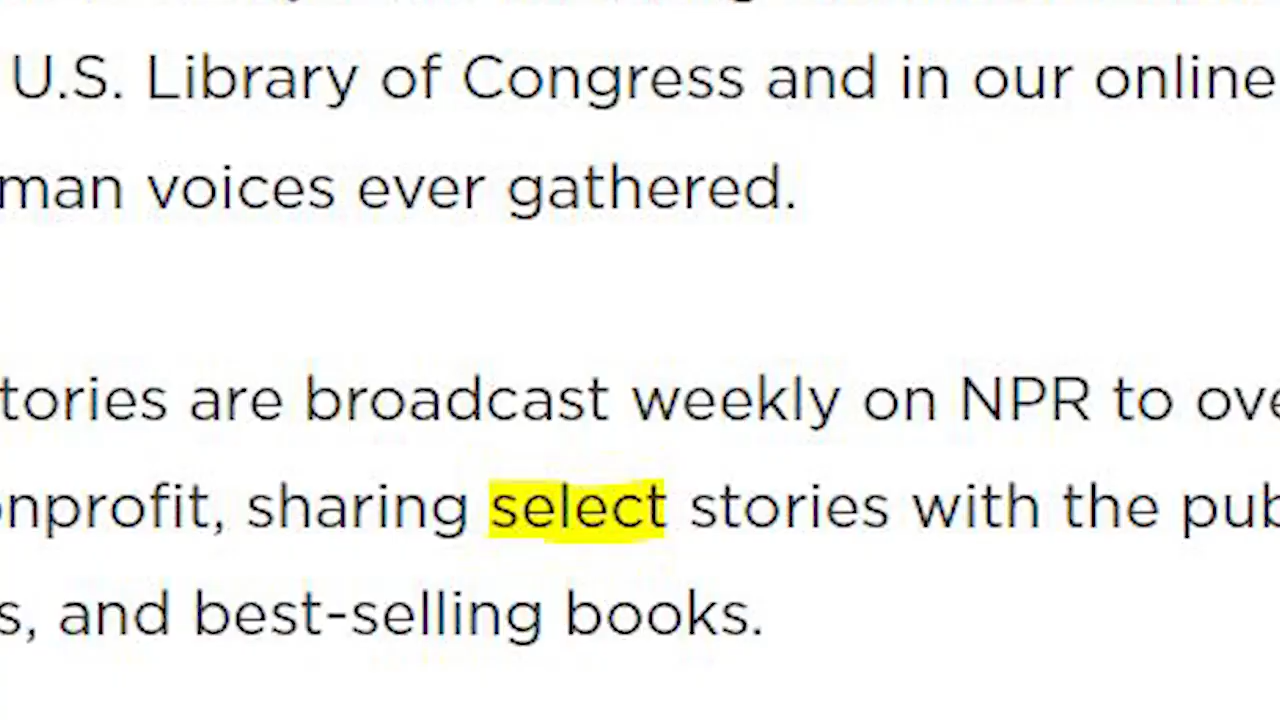 U.S. Library of Congress and in our online
man voices ever gathered.
tories are broadcast weekly on NPR to ove
nprofit, sharing select stories with the pub
s, and best-selling books.